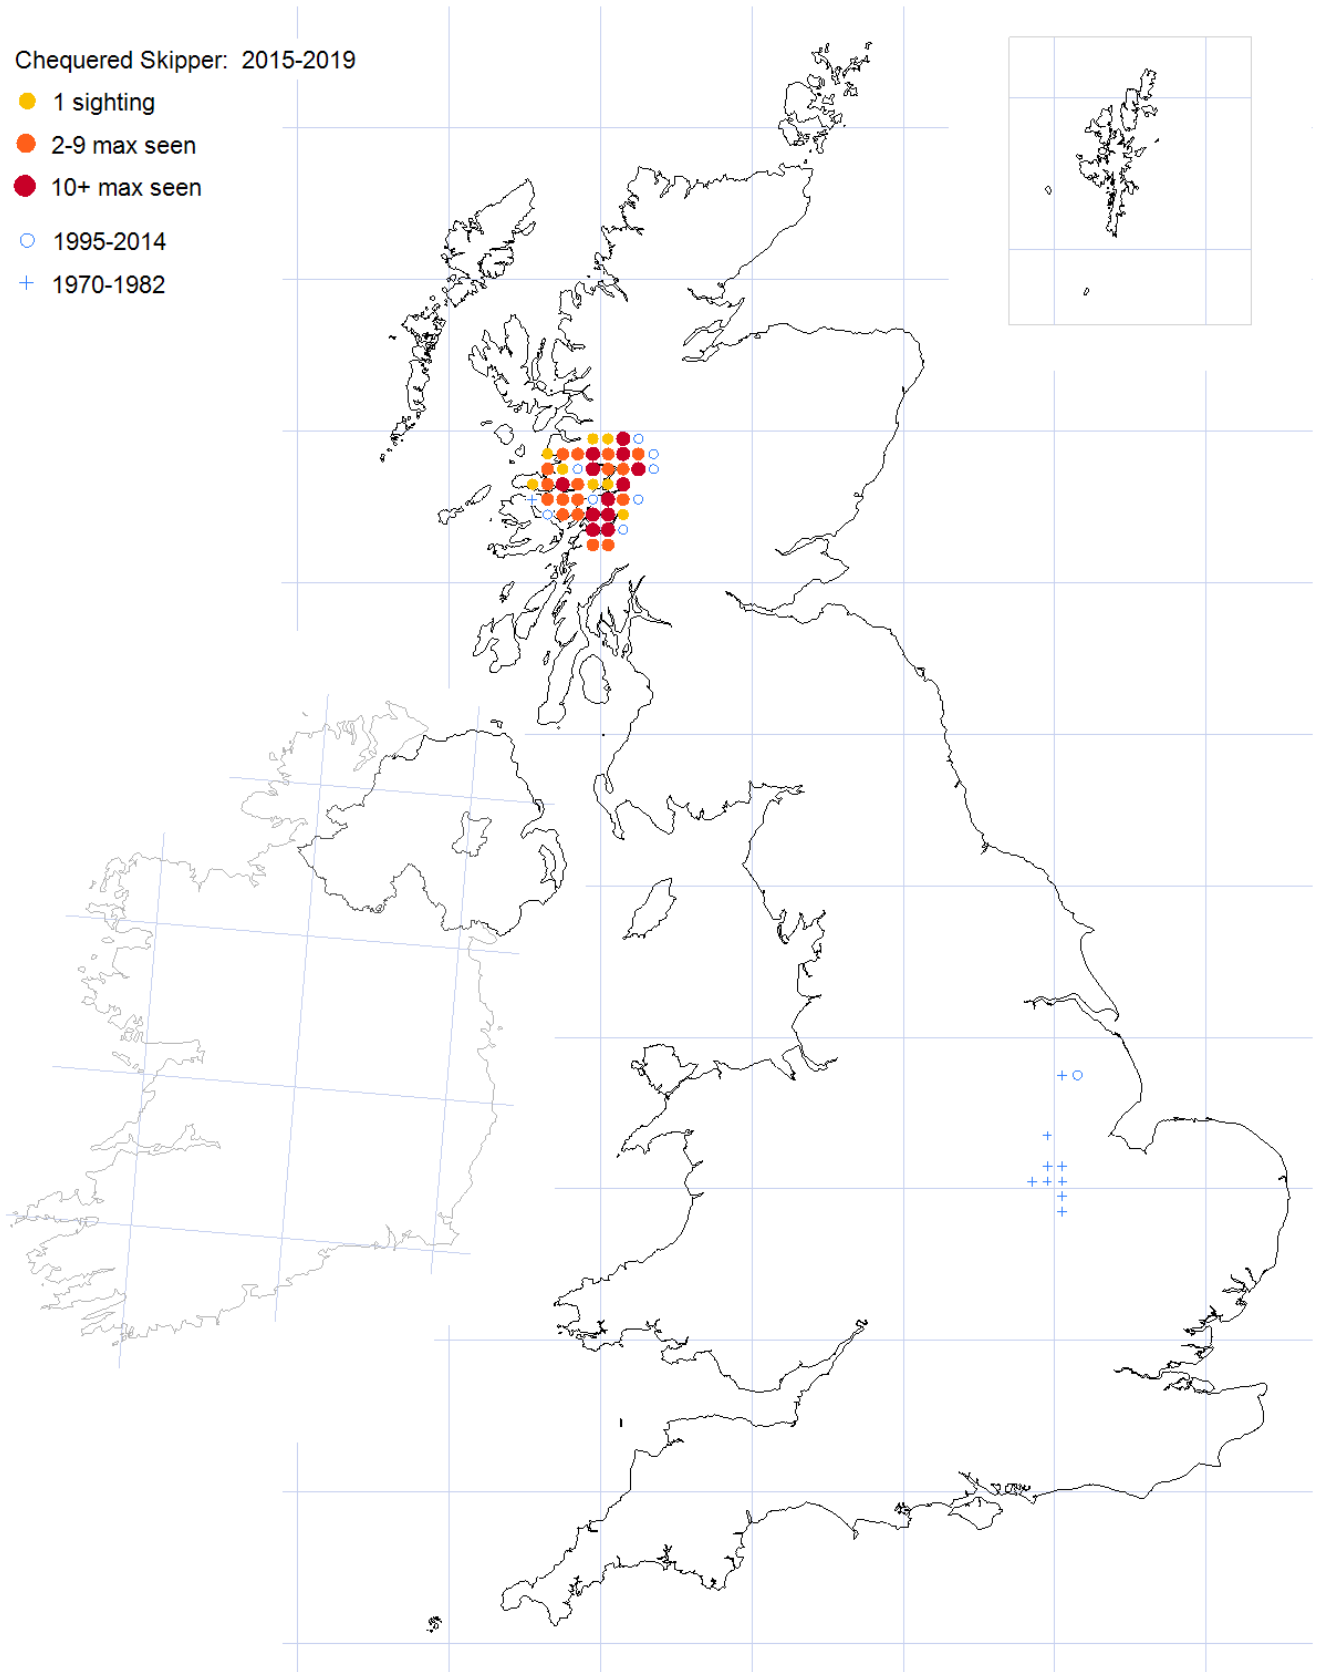 Chequered Skipper: 2015-2019
1 sighting
2-9 max seen
10+ max seen
1995-2014
1970-1982